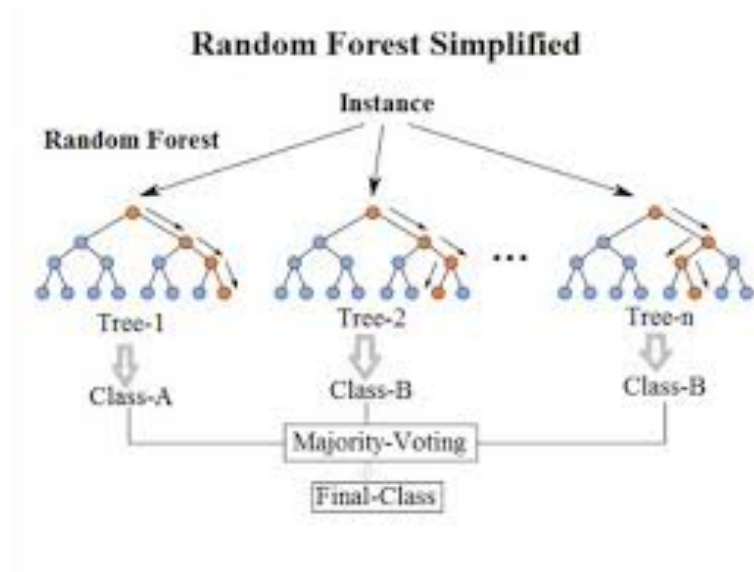 Random Forest Simplified
Instance
Random Forest
...
Tree-1
Tree-2
Tree-n
Class-A
Class-B
Class-B
Majority-Voting
Final-Class